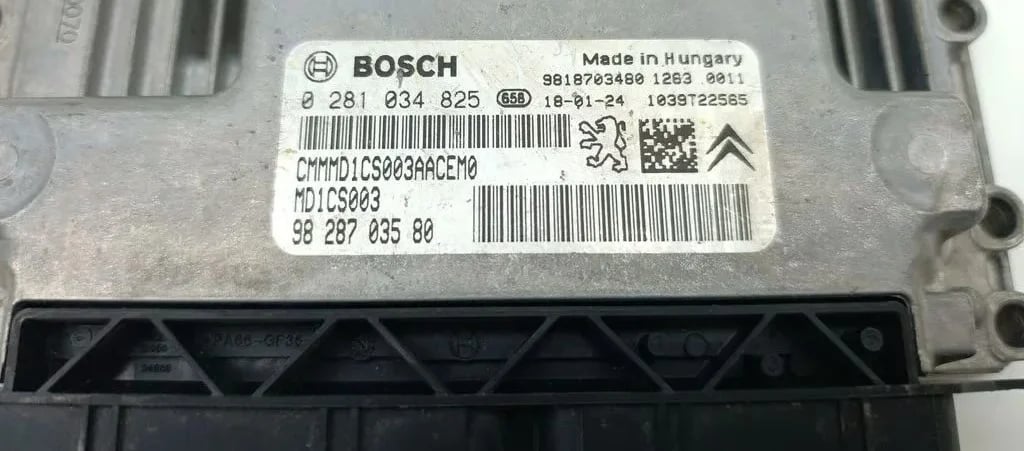 BOSCH
Made in Hungary
9818703480 1263 0011
0 281 034 825 65B 18-01-24 1039T22565
CMMMD1CS003AACEM0
MD1CS003
98 287 035 80